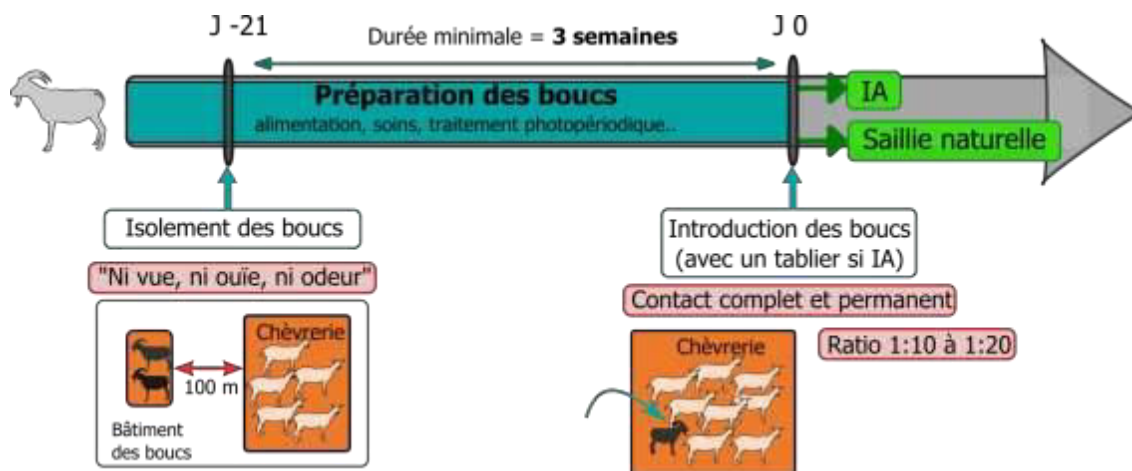 J -21
Durée minimale = 3 semaines
J 0
Préparation des boucs
alimentation, soins, traitement photopériodique..
IA
Saillie naturelle
Isolement des boucs
"Ni vue, ni ouïe, ni odeur"
Chèvrerie
100 m
Bâtiment
des boucs
Introduction des boucs
(avec un tablier si IA)
Contact complet et permanent
Ratio 1:10 à 1:20
Chèvrerie